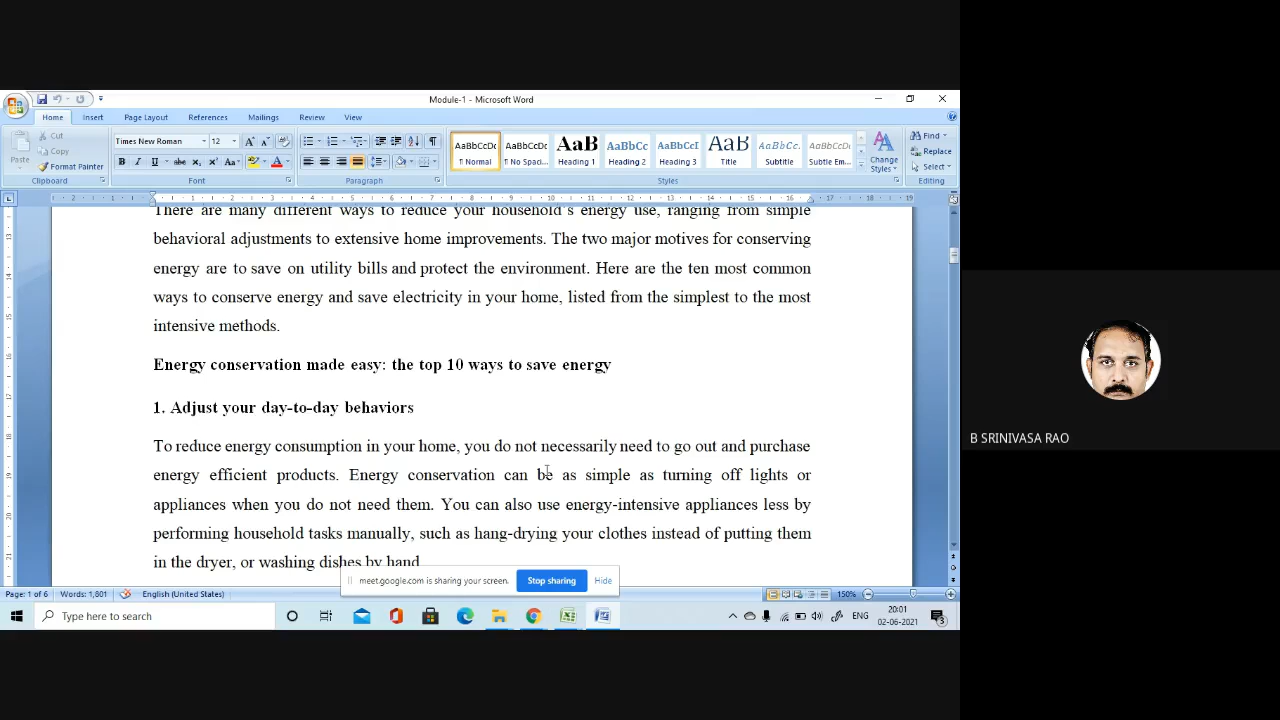 Module-1 - Microsoft Word
Home Insert Page Layout References Mailings Review View
Cut
Copy
Paste
Format Painter
Clipboard
Times New Roman 12
Font
Paragraph
AaBbCcDc AaBbCcDc AaB AaBbCc AaBbCcI AaBb AaBbCc. AaBbCcDc
¶ Normal ¶ No Spaci... Heading 1 Heading 2 Heading 3 Title Subtitle Subtle Em...
Change
Styles
Styles
Find
Replace
Select
Editing
There are many different ways to reduce your household's energy use, ranging from simple
behavioral adjustments to extensive home improvements. The two major motives for conserving
energy are to save on utility bills and protect the environment. Here are the ten most common
ways to conserve energy and save electricity in your home, listed from the simplest to the most
intensive methods.
Energy conservation made easy: the top 10 ways to save energy
1. Adjust your day-to-day behaviors
To reduce energy consumption in your home, you do not necessarily need to go out and purchase
energy efficient products. Energy conservation can be as simple as turning off lights or
appliances when you do not need them. You can also use energy-intensive appliances less by
performing household tasks manually, such as hang-drying your clothes instead of putting them
in the dryer, or washing dishes by hand
meet.google.com is sharing your screen. Stop sharing Hide
Page: 1 of 6 Words: 1,801 English (United States) 150%
Type here to search
ENG
20:01
02-06-2021
3
B SRINIVASA RAO